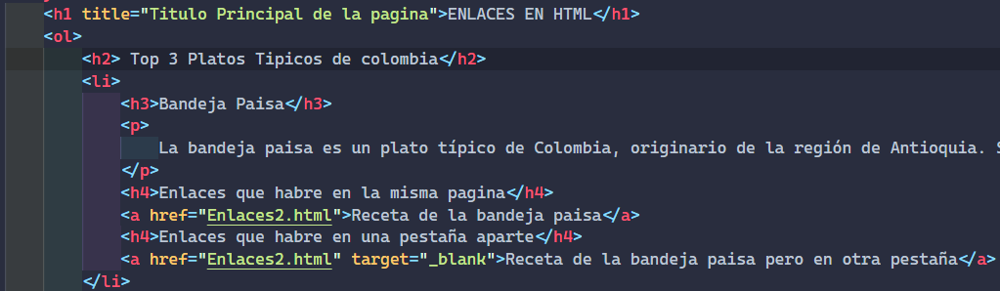 <h1 title="Titulo Principal de la pagina">ENLACES EN HTML</h1>
<ol>
<h2> Top 3 Platos Tipicos de colombia</h2>
<li>
<h3>Bandeja Paisa</h3>
<p>
La bandeja paisa es un plato típico de Colombia, originario de la región de Antioquia. S
</p>
<h4>Enlaces que habre en la misma pagina</h4>
<a href="Enlaces2.html">Receta de la bandeja paisa</a>
<h4>Enlaces que habre en una pestaña aparte</h4>
<a href="Enlaces2.html" target="_blank">Receta de la bandeja paisa pero en otra pestaña</a>
</li>